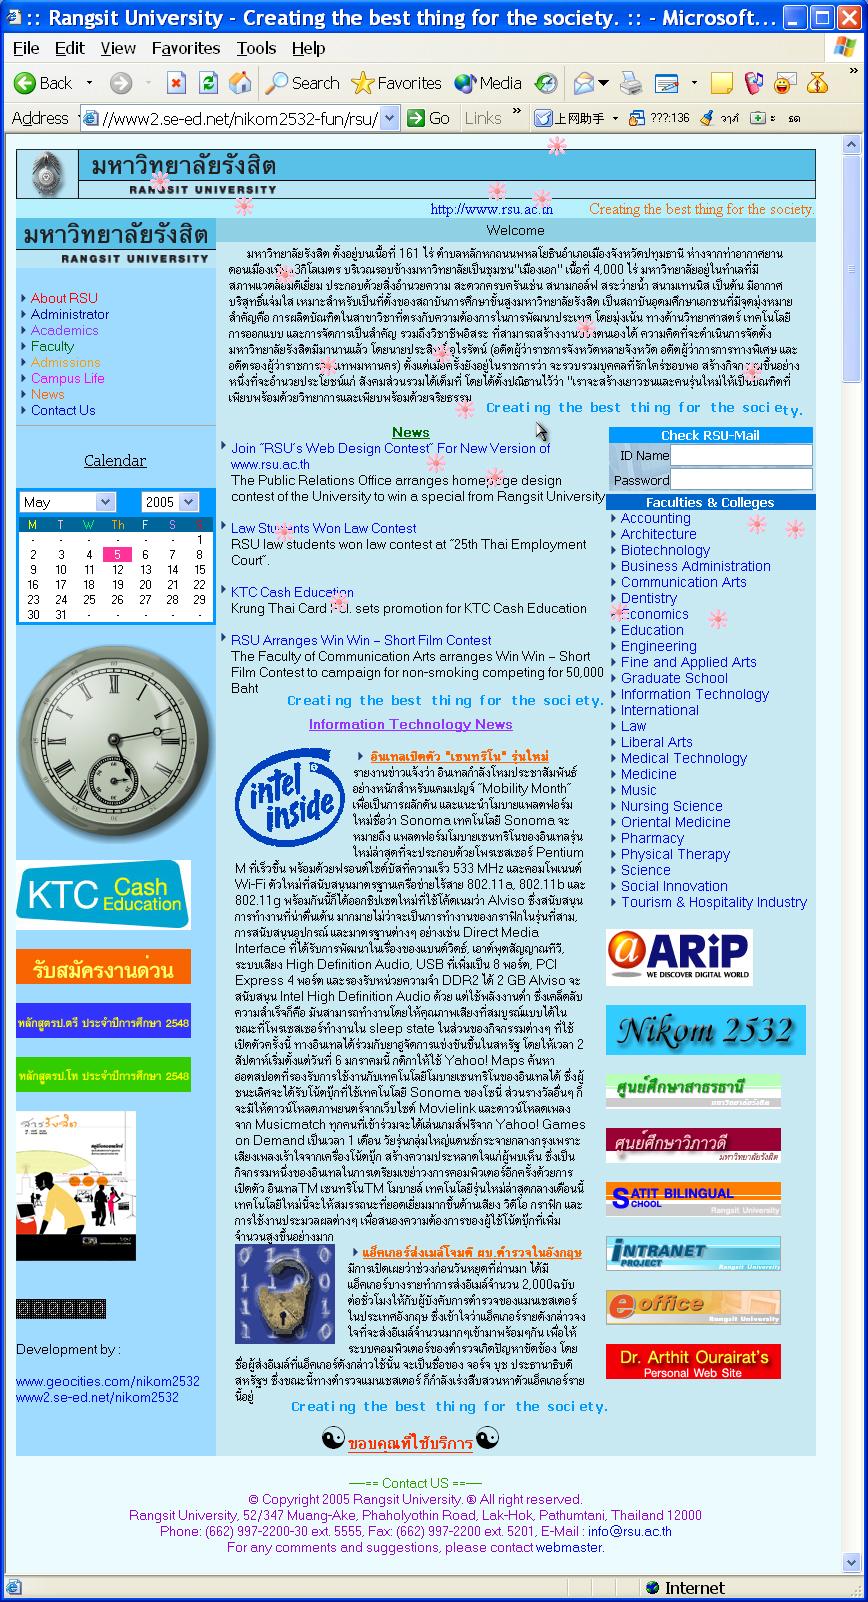 :: Rangsit University - Creating the best thing for the society. :: - Microsoft...
File Edit View Favorites Tools Help
Back Search Favorites Media
Address //www2.se-ed.net/nikom2532-fun/rsu/ Go Links » 上网助手 ???:136
มหาวิทยาลัยรังสิต
RANGSIT UNIVERSITY
http://www.rsu.ac.th Creating the best thing for the society.
มหาวิทยาลัยรังสิต
RANGSIT UNIVERSITY
About RSU
Administrator
Academics
Faculty
Admissions
Campus Life
News
Contact Us
Calendar
May 2005
M T W Th F S S
- - - - - - 1
2 3 4 5 6 7 8
9 10 11 12 13 14 15
16 17 18 19 20 21 22
23 24 25 26 27 28 29
30 31 - - - - -
KTC Cash Education
รับสมัครงานด่วน
หลักสูตรป.ตรี ประจำปีการศึกษา 2548
หลักสูตรป.โท ประจำปีการศึกษา 2548
สารรังสิต
Development by :
www.geocities.com/nikom2532
www2.se-ed.net/nikom2532
Welcome
มหาวิทยาลัยรังสิต ตั้งอยู่บนเนื้อที่ 161 ไร่ ตำบลหลักหกถนนพหลโยธินอำเภอเมืองจังหวัดปทุมธานี ห่างจากท่าอากาศยาน
ดอนเมือง กิโลเมตร บริเวณรอบข้างมหาวิทยาลัยเป็นชุมชน"เมืองเอก" เนื้อที่ 4,000 ไร่ มหาวิทยาลัยอยู่ในทำเลที่มี
สภาพแวดล้อมดีเยี่ยม ประกอบด้วยสิ่งอำนวยความ สะดวกครบครันเช่น สนามกอล์ฟ สระว่ายน้ำ สนามเทนนิส เป็นต้น มีอากาศ
บริสุทธิ์แจ่มใส เหมาะสำหรับเป็นที่ตั้งของสถาบันการศึกษาขั้นสูงมหาวิทยาลัยรังสิต เป็นสถาบันอุดมศึกษาเอกชนที่มีจุดมุ่งหมาย
สำคัญคือ การผลิตบัณฑิตในสาขาวิชาที่ตรงกับความต้องการในการพัฒนาประเทศ โดยมุ่งเน้น ทางด้านวิทยาศาสตร์ เทคโนโลยี
การออกแบบ และการจัดการเป็นสำคัญ รวมถึงวิชาชีพอิสระ ที่สามารถสร้างงานด้วยตนเองได้ ความคิดที่จะดำเนินการจัดตั้ง
มหาวิทยาลัยรังสิตมีมานานแล้ว โดยนายประสิทธิ์ อุไรรัตน์ (อดีตผู้ว่าราชการจังหวัดหลายจังหวัด อดีตผู้ว่าการการทางพิเศษ และ
อดีตรองผู้ว่าราชการกรุงเทพมหานคร) ตั้งแต่เมื่อครั้งยังอยู่ในราชการว่า จะรวบรวมบุคคลที่รักใคร่ชอบพอ สร้างกิจการขึ้นอย่าง
หนึ่งที่จะอำนวยประโยชน์แก่ สังคมส่วนรวมได้เต็มที่ โดยได้ตั้งปณิธานไว้ว่า "เราจะสร้างเยาวชนและคนรุ่นใหม่ให้เป็นบัณฑิตที่
เพียบพร้อมด้วยวิทยาการและเพียบพร้อมด้วยจริยธรรม
Creating the best thing for the society.
News
Join “RSU's Web Design Contest” For New Version of
www.rsu.ac.th
The Public Relations Office arranges homepage design
contest of the University to win a special from Rangsit University
Law Students Won Law Contest
RSU law students won law contest at “25th Thai Employment
Court”.
KTC Cash Education
Krung Thai Card sets promotion for KTC Cash Education
RSU Arranges Win Win – Short Film Contest
The Faculty of Communication Arts arranges Win Win – Short
Film Contest to campaign for non-smoking competing for 50,000
Baht
Creating the best thing for the society.
Information Technology News
intel inside
อินเทลเปิดตัว "เซนทริโน" รุ่นใหม่
รายงานข่าวแจ้งว่า อินเทลกำลังโหมประชาสัมพันธ์
อย่างหนักสำหรับแคมเปญจ์ “Mobility Month”
เพื่อเป็นการผลักดัน และแนะนำโมบายแพลตฟอร์ม
ใหม่ชื่อว่า Sonoma เทคโนโลยี Sonoma จะ
หมายถึง แพลตฟอร์มโมบายเซนทริโนของอินเทลรุ่น
ใหม่ล่าสุดที่จะประกอบด้วยโพรเซสเซอร์ Pentium
M ที่เร็วขึ้น พร้อมด้วยฟรอนต์ไซด์บัสที่ความเร็ว 533 MHz และคอมโพเนนต์
Wi-Fi ตัวใหม่ที่สนับสนุนมาตรฐานเครือข่ายไร้สาย 802.11a, 802.11b และ
802.11g พร้อมกันนี้ก็ได้ออกชิปเซตใหม่ที่ใช้โค้ดเนมว่า Alviso ซึ่งสนับสนุน
การทำงานที่น่าตื่นเต้น มากมายไม่ว่าจะเป็นการทำงานของกราฟิกในรุ่นที่สาม,
การสนับสนุนอุปกรณ์ และมาตรฐานต่างๆ อย่างเช่น Direct Media
Interface ที่ได้รับการพัฒนาในเรื่องของแบนด์วิดธ์, เอาต์พุตสัญญาณทีวี,
ระบบเสียง High Definition Audio, USB ที่เพิ่มเป็น 8 พอร์ต, PCI
Express 4 พอร์ต และรองรับหน่วยความจำ DDR2 ได้ 2 GB Alviso จะ
สนับสนุน Intel High Definition Audio ด้วย แต่ใช้พลังงานต่ำ ซึ่งเคล็ดลับ
ความสำเร็จก็คือ มันสามารถทำงานโดยให้คุณภาพเสียงที่สมบูรณ์แบบได้ใน
ขณะที่โพรเซสเซอร์ทำงานใน sleep state ในส่วนของกิจกรรมต่างๆ ที่ใช้
เปิดตัวครั้งนี้ ทางอินเทลได้ร่วมกับยาฮูจัดการแข่งขันขึ้นในสหรัฐ โดยให้เวลา 2
สัปดาห์เริ่มตั้งแต่วันที่ 6 มกราคมนี้ กติกาให้ใช้ Yahoo! Maps ค้นหา
ฮอตสปอตที่รองรับการใช้งานกับเทคโนโลยีโมบายเซนทริโนของอินเทลได้ ซึ่งผู้
ชนะเลิศจะได้รับโน้ตบุ๊กที่ใช้เทคโนโลยี Sonoma ของโซนี่ ส่วนรางวัลอื่นๆ ก็
จะมีให้ดาวน์โหลดภาพยนตร์จากเว็บไซต์ Movielink และดาวน์โหลดเพลง
จาก Musicmatch ทุกคนที่เข้าร่วมจะได้เล่นเกมส์ฟรีจาก Yahoo! Games
on Demand เป็นเวลา 1 เดือน วัยรุ่นกลุ่มใหญ่แดนซ์กระจายกลางกรุงเพราะ
เสียงเพลงเร้าใจจากเครื่องโน้ตบุ๊ก สร้างความประหลาดใจแก่ผู้พบเห็น ซึ่งเป็น
กิจกรรมหนึ่งของอินเทลในการเตรียมเขย่าวงการคอมพิวเตอร์อีกครั้งด้วยการ
เปิดตัว อินเทลTM เซนทริโนTM โมบายล์ เทคโนโลยีรุ่นใหม่ล่าสุดกลางเดือนนี้
เทคโนโลยีใหม่นี้จะให้สมรรถนะที่ยอดเยี่ยมมากขึ้นด้านเสียง วิดีโอ กราฟิก และ
การใช้งานประมวลผลต่างๆ เพื่อสนองความต้องการของผู้ใช้โน้ตบุ๊กที่เพิ่ม
จำนวนสูงขึ้นอย่างมาก
แฮ็คเกอร์ส่งเมล์โจมตี ผบ.ตำรวจในอังกฤษ
มีการเปิดเผยว่าช่วงก่อนวันหยุดที่ผ่านมา ได้มี
แฮ็คเกอร์บางรายทำการส่งอีเมล์จำนวน 2,000ฉบับ
ต่อชั่วโมงให้กับผู้บังคับการตำรวจของแมนเชสเตอร์
ในประเทศอังกฤษ ซึ่งเข้าใจว่าแฮ็คเกอร์รายดังกล่าวจง
ใจที่จะส่งอีเมล์จำนวนมากๆเข้ามาพร้อมๆกัน เพื่อให้
ระบบคอมพิวเตอร์ของตำรวจเกิดปัญหาขัดข้อง โดย
ชื่อผู้ส่งอีเมล์ที่แฮ็คเกอร์ดังกล่าวใช้นั้น จะเป็นชื่อของ จอร์จ บุช ประธานาธิบดี
สหรัฐฯ ซึ่งขณะนี้ทางตำรวจแมนเชสเตอร์ ก็กำลังเร่งสืบสวนหาตัวแฮ็คเกอร์ราย
นี้อยู่
Creating the best thing for the society.
ขอบคุณที่ใช้บริการ
Check RSU-Mail
ID Name
Password
Faculties & Colleges
Accounting
Architecture
Biotechnology
Business Administration
Communication Arts
Dentistry
Economics
Education
Engineering
Fine and Applied Arts
Graduate School
Information Technology
International
Law
Liberal Arts
Medical Technology
Medicine
Music
Nursing Science
Oriental Medicine
Pharmacy
Physical Therapy
Science
Social Innovation
Tourism & Hospitality Industry
@ARiP
WE DISCOVER DIGITAL WORLD
Nikom 2532
ศูนย์ศึกษาสาธรธานี
มหาวิทยาลัยรังสิต
ศูนย์ศึกษาวิภาวดี
มหาวิทยาลัยรังสิต
SATIT BILINGUAL SCHOOL
Rangsit University
INTRANET PROJECT
Rangsit University
e office
Rangsit University
Dr. Arthit Ourairat's
Personal Web Site
---== Contact US ==---
© Copyright 2005 Rangsit University. ® All right reserved.
Rangsit University, 52/347 Muang-Ake, Phaholyothin Road, Lak-Hok, Pathumtani, Thailand 12000
Phone: (662) 997-2200-30 ext. 5555, Fax: (662) 997-2200 ext. 5201, E-Mail : info@rsu.ac.th
For any comments and suggestions, please contact webmaster.
Internet